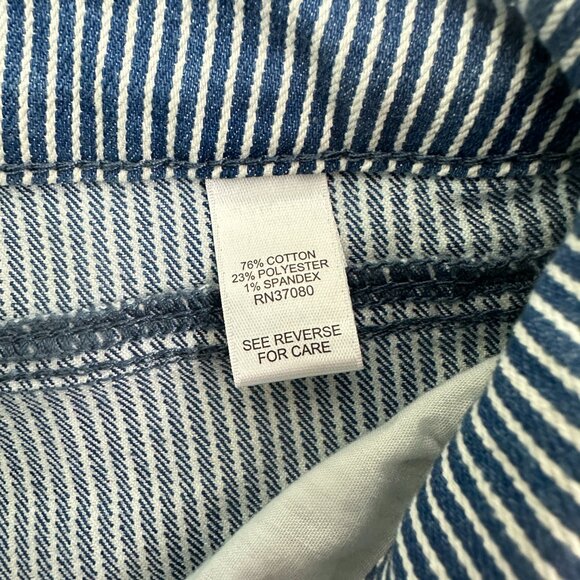 76% COTTON
23% POLYESTER
1% SPANDEX
RN37080
SEE REVERSE
FOR CARE